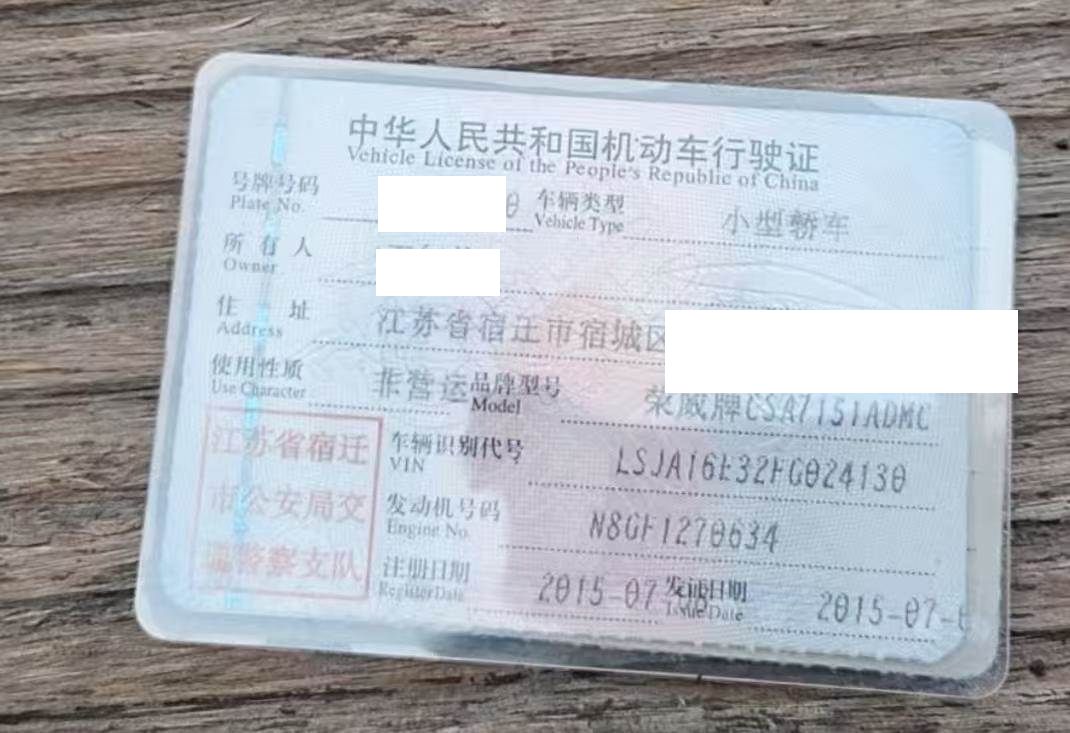 中华人民共和国机动车行驶证
Vehicle License of the People's Republic of China
号牌号码 0 车辆类型 小型轿车
Plate No. Vehicle Type
所有人
Owner
住址 江苏省宿迁市宿城区
Address
使用性质 非营运 品牌型号 荣威牌CSA7151ADMC
Use Character Model
江苏省宿迁
市公安局交
通警察支队
车辆识别代号 LSJA16E32FG024130
VIN
发动机号码 N8GF1270634
Engine No.
注册日期 2015-07 发证日期 2015-07-
Register Date Issue Date